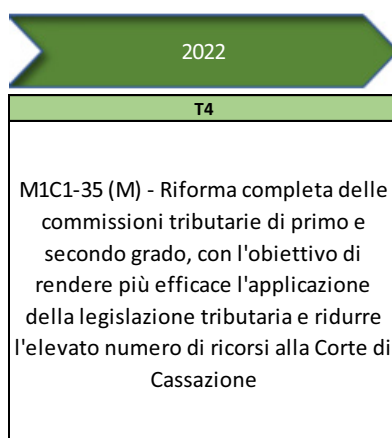 2022
T4
M1C1-35 (M) - Riforma completa delle
commissioni tributarie di primo e
secondo grado, con l'obiettivo di
rendere più efficace l'applicazione
della legislazione tributaria e ridurre
l'elevato numero di ricorsi alla Corte di
Cassazione